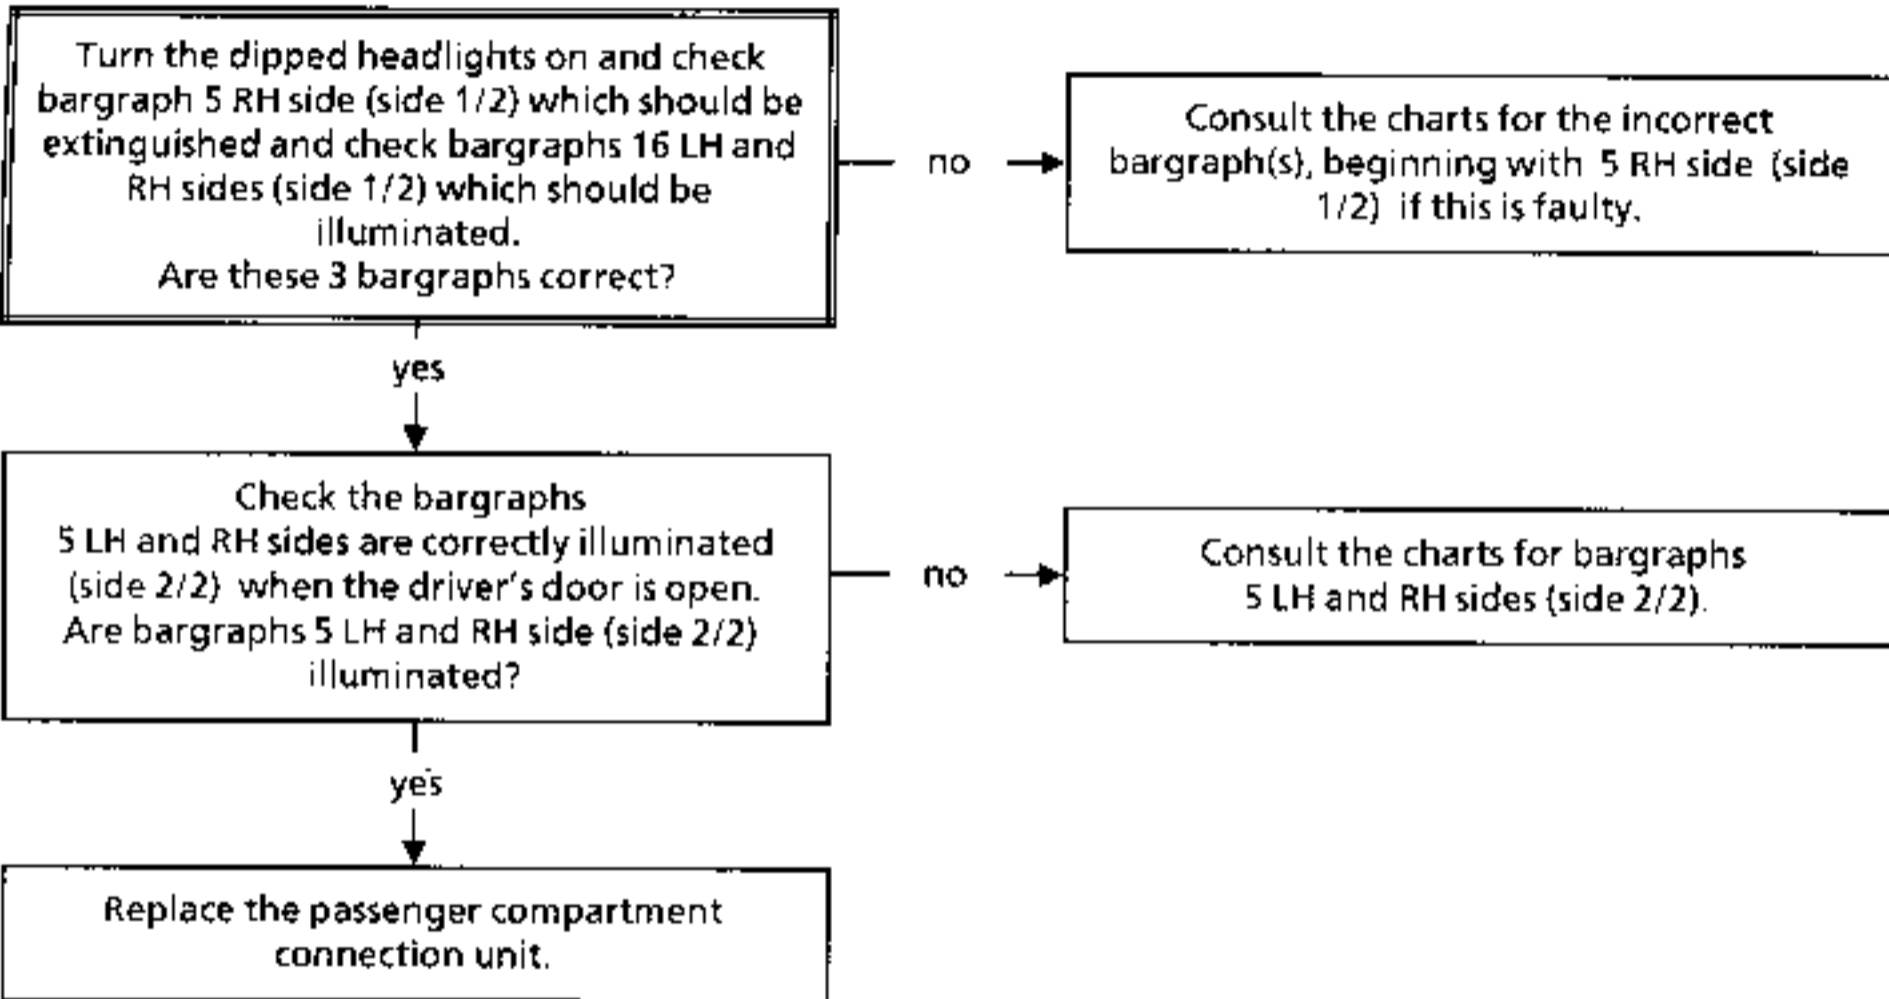 Turn the dipped headlights on and check
bargraph 5 RH side (side 1/2) which should be
extinguished and check bargraphs 16 LH and
RH sides (side 1/2) which should be
illuminated.
Are these 3 bargraphs correct?
no
Consult the charts for the incorrect
bargraph(s), beginning with 5 RH side (side
1/2) if this is faulty.
yes
Check the bargraphs
5 LH and RH sides are correctly illuminated
(side 2/2) when the driver's door is open.
Are bargraphs 5 LH and RH side (side 2/2)
illuminated?
no
Consult the charts for bargraphs
5 LH and RH sides (side 2/2).
yes
Replace the passenger compartment
connection unit.